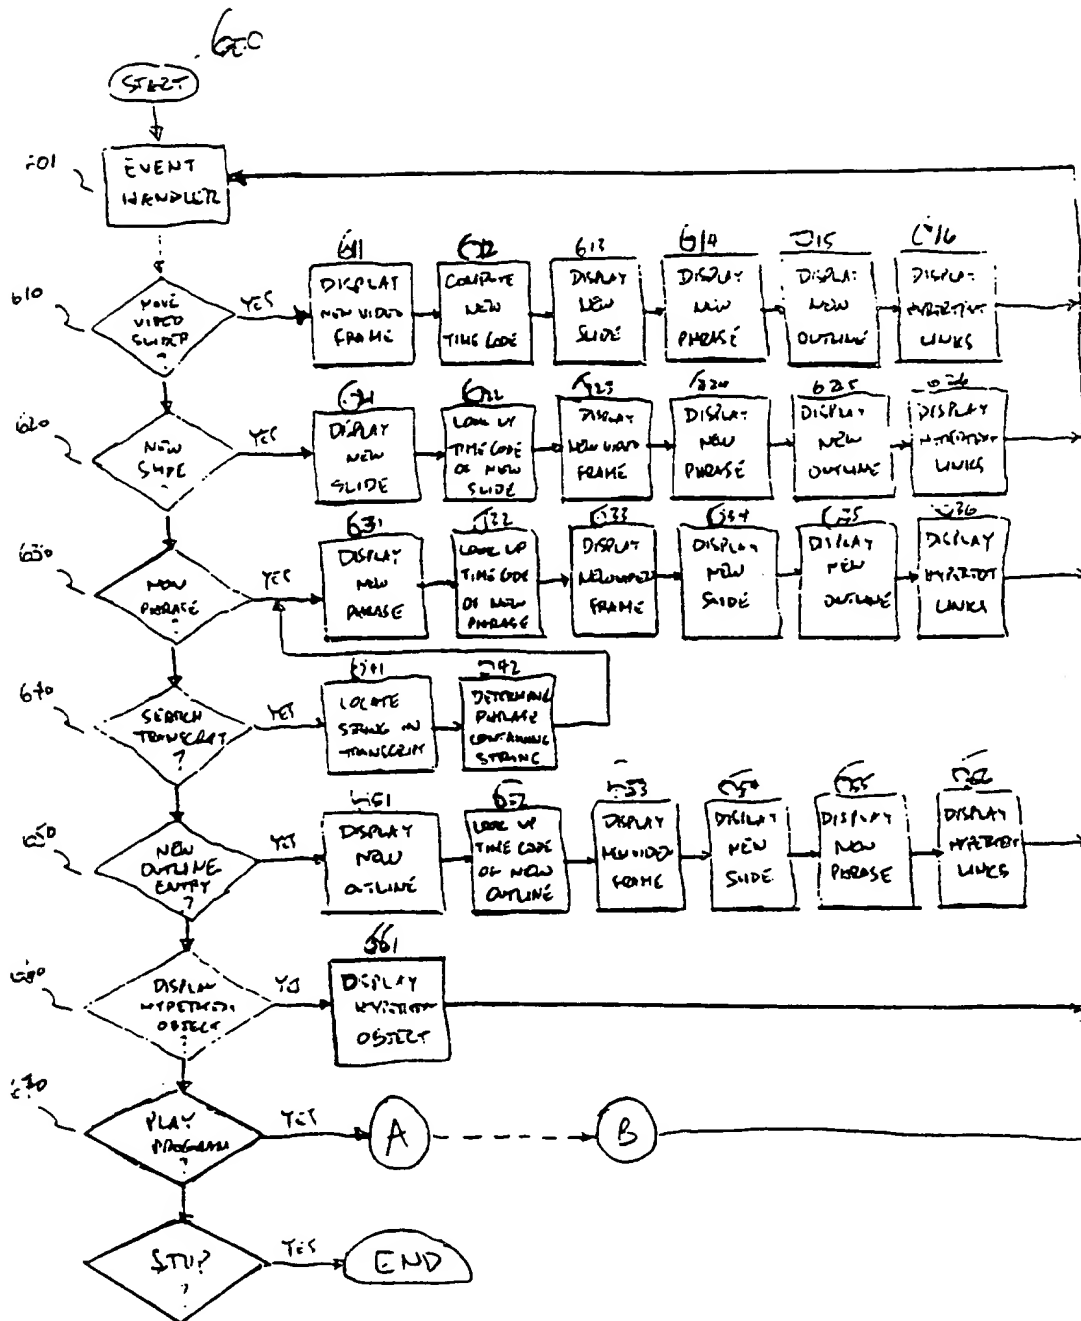 600
START
601
EVENT
HANDLER
610
MOVE
VIDEO
SLIDER
?
YES
611
DISPLAY
NEW VIDEO
FRAME
612
COMPUTE
NEW
TIME CODE
613
DISPLAY
NEW
SLIDE
614
DISPLAY
NEW
PHRASE
615
DISPLAY
NEW
OUTLINE
616
DISPLAY
HYPERTEXT
LINKS
620
NEW
SLIDE
?
YES
621
DISPLAY
NEW
SLIDE
622
LOOK UP
TIME CODE
OF NEW
SLIDE
623
DISPLAY
NEW VIDEO
FRAME
624
DISPLAY
NEW
PHRASE
625
DISPLAY
NEW
OUTLINE
626
DISPLAY
HYPERTEXT
LINKS
630
NEW
PHRASE
?
YES
631
DISPLAY
NEW
PHRASE
632
LOOK UP
TIME CODE
OF NEW
PHRASE
633
DISPLAY
NEW VIDEO
FRAME
634
DISPLAY
NEW
SLIDE
635
DISPLAY
NEW
OUTLINE
636
DISPLAY
HYPERTEXT
LINKS
640
SEARCH
TRANSCRIPT
?
YES
641
LOCATE
STRING IN
TRANSCRIPT
642
DETERMINE
PHRASE
CONTAINING
STRING
650
NEW
OUTLINE
ENTRY
?
YES
651
DISPLAY
NEW
OUTLINE
652
LOOK UP
TIME CODE
OF NEW
OUTLINE
653
DISPLAY
NEW VIDEO
FRAME
654
DISPLAY
NEW
SLIDE
655
DISPLAY
NEW
PHRASE
656
DISPLAY
HYPERTEXT
LINKS
660
DISPLAY
OBJECT
?
YES
661
DISPLAY
OBJECT
670
PLAY
PROGRAM
?
YES
A
B
STOP
?
YES
END